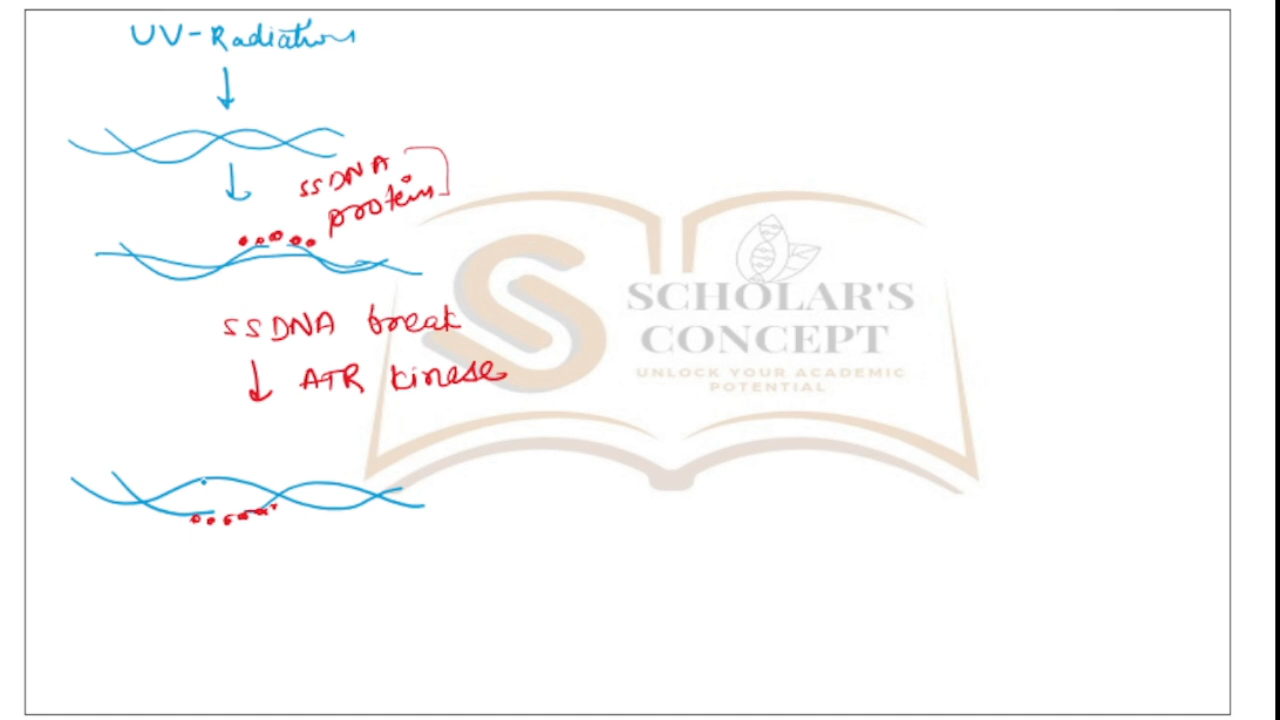 UV-Radiation
SSDNA
protein
SSDNA break
ATR kinase
SCHOLAR'S
CONCEPT
UNLOCK YOUR ACADEMIC
POTENTIAL